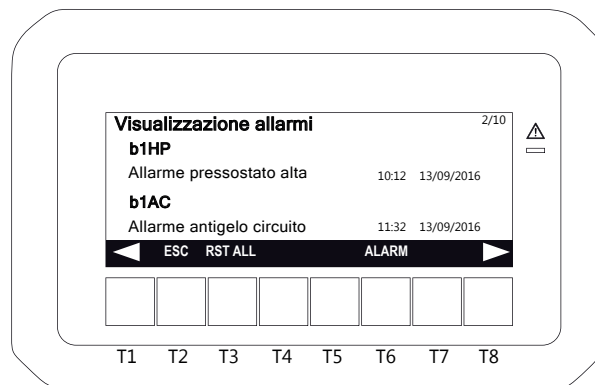 Visualizzazione allarmi 2/10
b1HP
Allarme pressostato alta 10:12 13/09/2016
b1AC
Allarme antigelo circuito 11:32 13/09/2016
ESC RST ALL ALARM
T1 T2 T3 T4 T5 T6 T7 T8